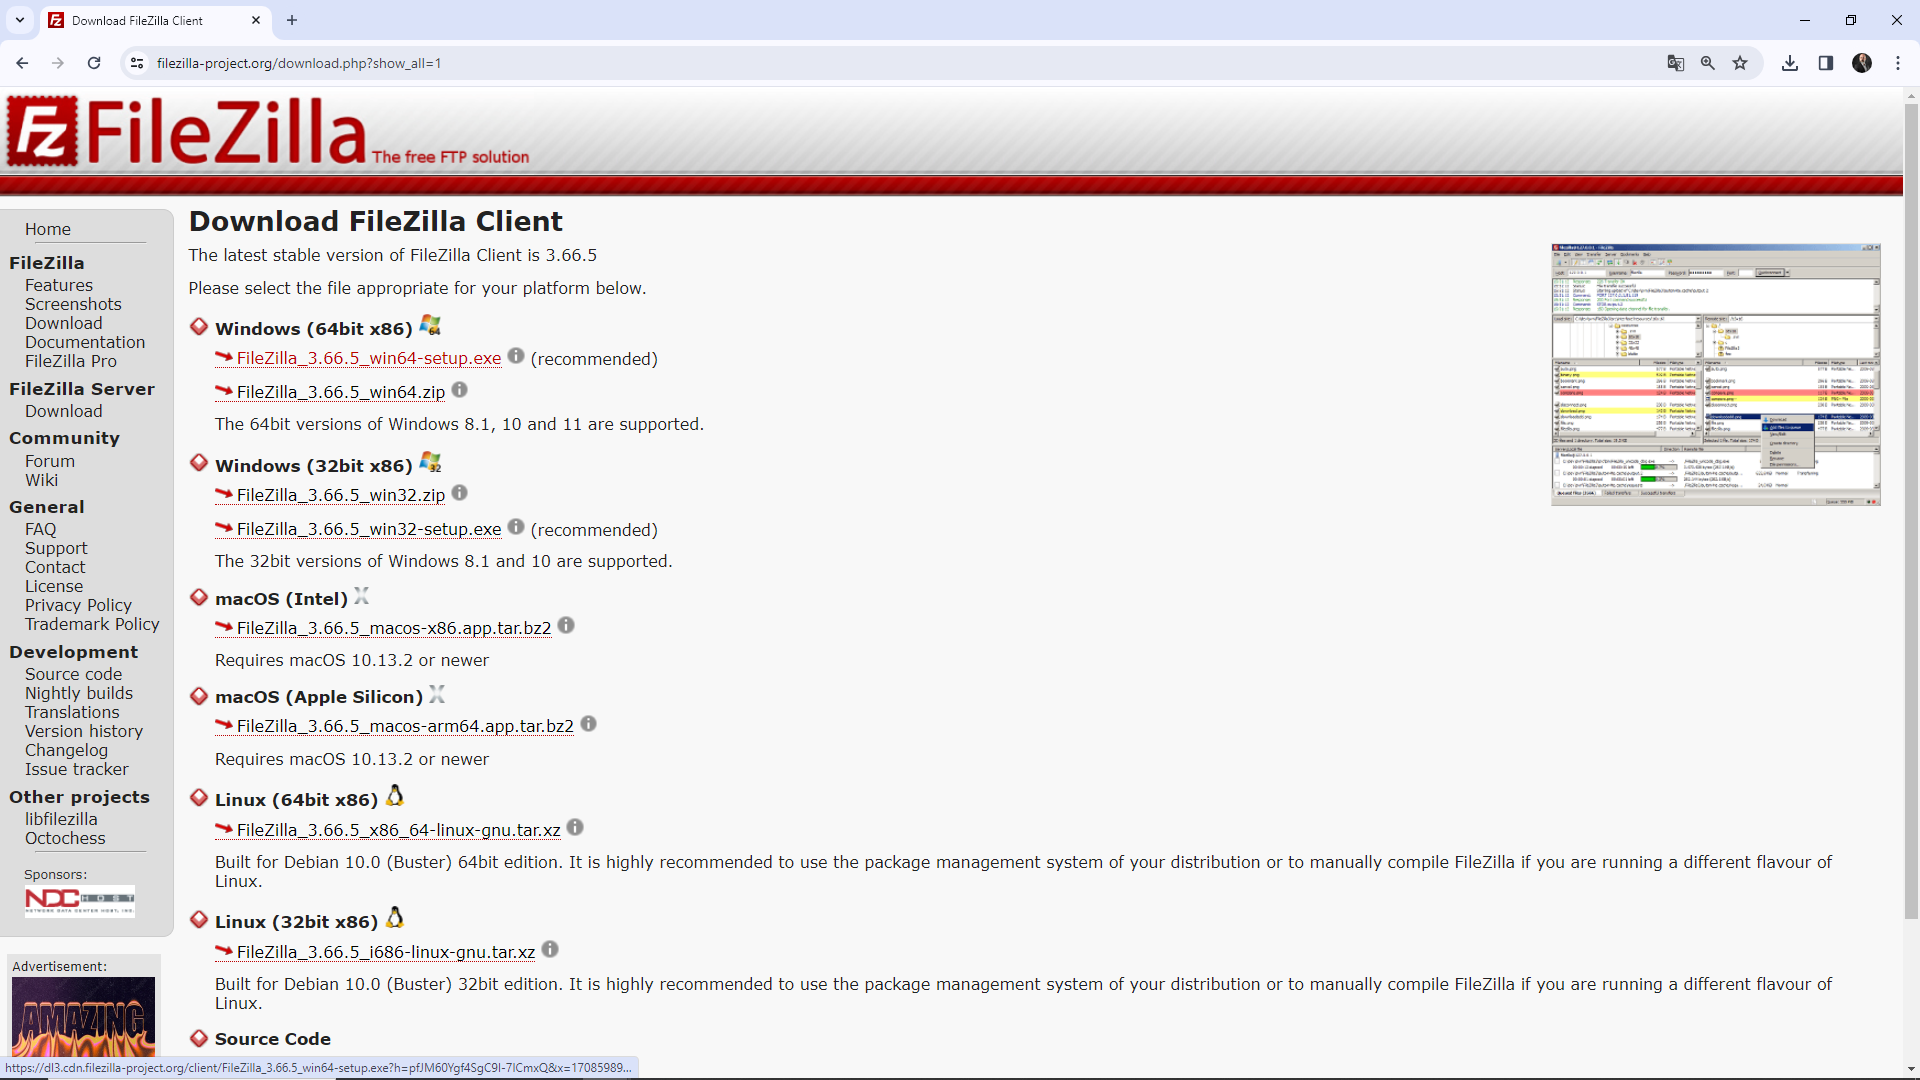 Download FileZilla Client
filezilla-project.org/download.php?show_all=1
Fz FileZilla The free FTP solution
Home
FileZilla
Features
Screenshots
Download
Documentation
FileZilla Pro
FileZilla Server
Download
Community
Forum
Wiki
General
FAQ
Support
Contact
License
Privacy Policy
Trademark Policy
Development
Source code
Nightly builds
Translations
Version history
Changelog
Issue tracker
Other projects
libfilezilla
Octochess
Sponsors:
NDC HOST
NETWORK DATA CENTER HOST, INC.
Advertisement:
AMAZING
Download FileZilla Client
The latest stable version of FileZilla Client is 3.66.5
Please select the file appropriate for your platform below.
Windows (64bit x86) 64
FileZilla_3.66.5_win64-setup.exe (recommended)
FileZilla_3.66.5_win64.zip
The 64bit versions of Windows 8.1, 10 and 11 are supported.
Windows (32bit x86) 32
FileZilla_3.66.5_win32.zip
FileZilla_3.66.5_win32-setup.exe (recommended)
The 32bit versions of Windows 8.1 and 10 are supported.
macOS (Intel) X
FileZilla_3.66.5_macos-x86.app.tar.bz2
Requires macOS 10.13.2 or newer
macOS (Apple Silicon) X
FileZilla_3.66.5_macos-arm64.app.tar.bz2
Requires macOS 10.13.2 or newer
Linux (64bit x86)
FileZilla_3.66.5_x86_64-linux-gnu.tar.xz
Built for Debian 10.0 (Buster) 64bit edition. It is highly recommended to use the package management system of your distribution or to manually compile FileZilla if you are running a different flavour of
Linux.
Linux (32bit x86)
FileZilla_3.66.5_i686-linux-gnu.tar.xz
Built for Debian 10.0 (Buster) 32bit edition. It is highly recommended to use the package management system of your distribution or to manually compile FileZilla if you are running a different flavour of
Linux.
Source Code
https://dl3.cdn.filezilla-project.org/client/FileZilla_3.66.5_win64-setup.exe?h=pfJM60Ygf4SgC9l-7lCmxQ&x=17085989...